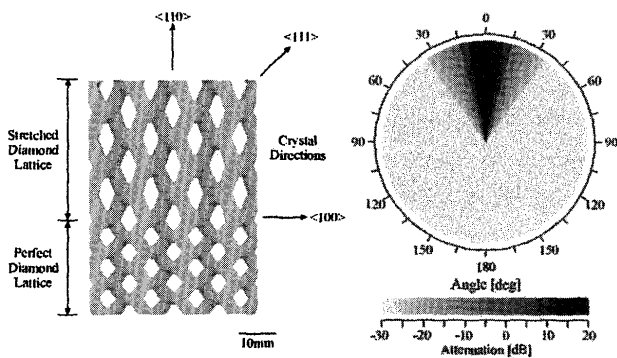 <110>
<111>
Stretched
Diamond
Lattice
Crystal
Directions
<100>
Perfect
Diamond
Lattice
10mm
0
30
30
60
60
90
90
120
120
150
150
180
Angle [deg]
-30
-20
-10
0
10
20
Attenuation [dB]